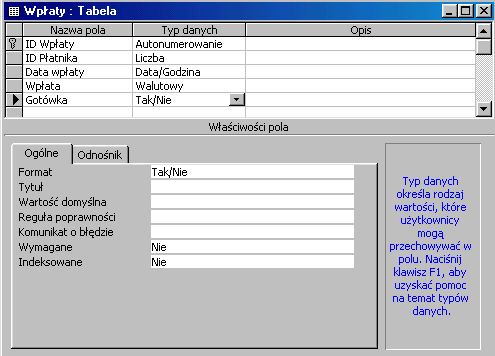 Wpłaty : Tabela
Nazwa pola Typ danych Opis
ID Wpłaty Autonumerowanie
ID Płatnika Liczba
Data wpłaty Data/Godzina
Wpłata Walutowy
Gotówka Tak/Nie
Właściwości pola
Ogólne Odnośnik
Format Tak/Nie
Tytuł
Wartość domyślna
Reguła poprawności
Komunikat o błędzie
Wymagane Nie
Indeksowane Nie
Typ danych
określa rodzaj
wartości, które
użytkownicy
mogą
przechowywać w
polu. Naciśnij
klawisz F1, aby
uzyskać pomoc
na temat typów
danych.